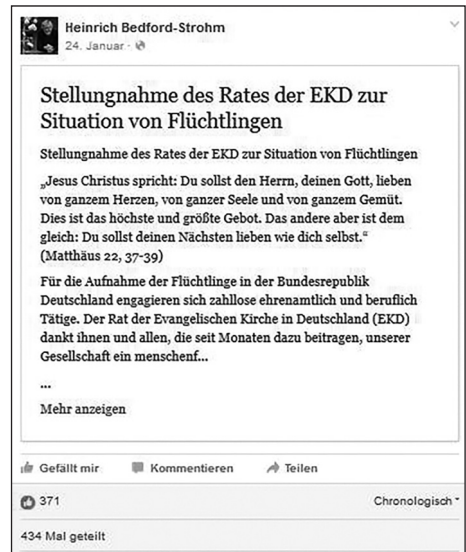 Heinrich Bedford-Strohm
24. Januar ·
Stellungnahme des Rates der EKD zur
Situation von Flüchtlingen
Stellungnahme des Rates der EKD zur Situation von Flüchtlingen
„Jesus Christus spricht: Du sollst den Herrn, deinen Gott, lieben
von ganzem Herzen, von ganzer Seele und von ganzem Gemüt.
Dies ist das höchste und größte Gebot. Das andere aber ist dem
gleich: Du sollst deinen Nächsten lieben wie dich selbst.“
(Matthäus 22, 37-39)
Für die Aufnahme der Flüchtlinge in der Bundesrepublik
Deutschland engagieren sich zahllose ehrenamtlich und beruflich
Tätige. Der Rat der Evangelischen Kirche in Deutschland (EKD)
dankt ihnen und allen, die seit Monaten dazu beitragen, unserer
Gesellschaft ein menschenf...
...
Mehr anzeigen
Gefällt mir Kommentieren Teilen
371 Chronologisch
434 Mal geteilt